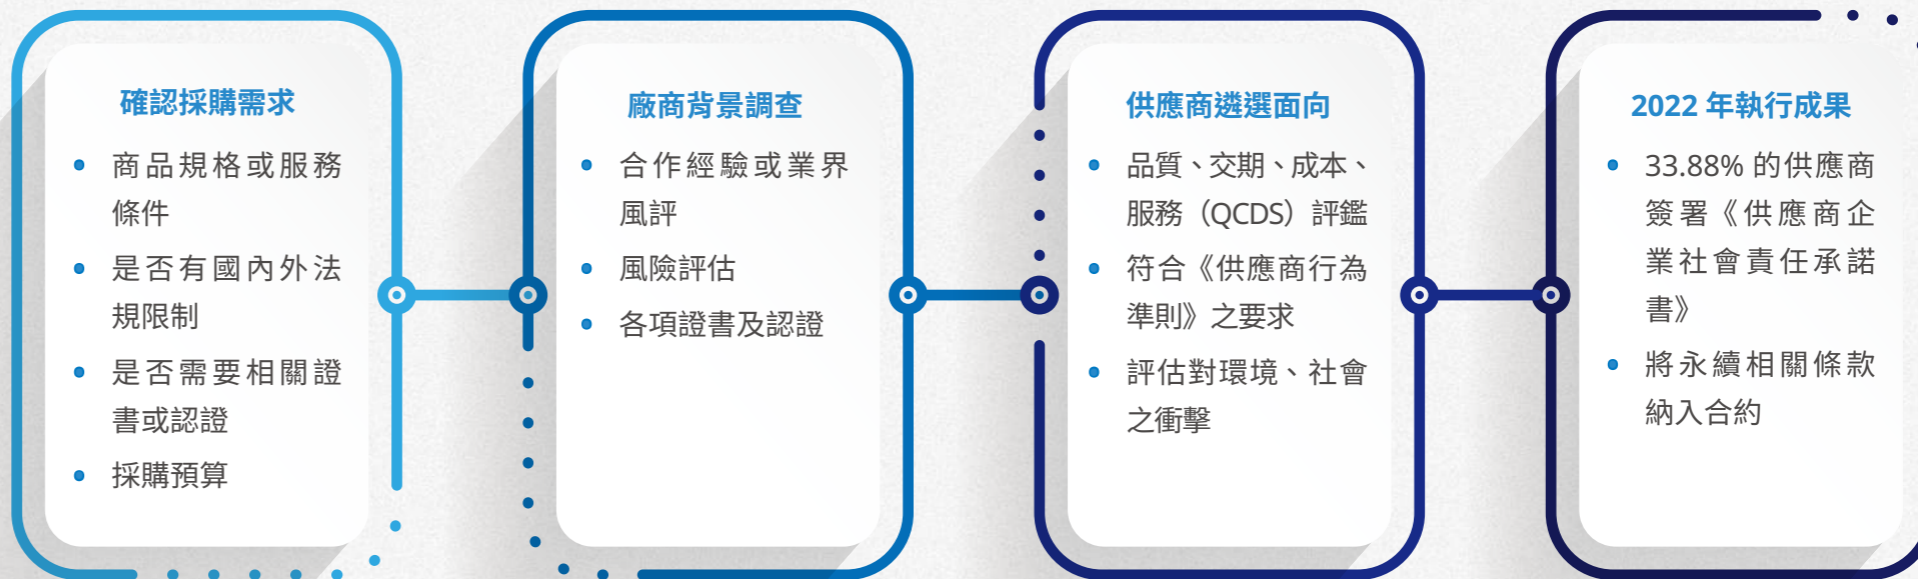 確認採購需求
• 商品規格或服務
條件
• 是否有國內外法
規限制
• 是否需要相關證
書或認證
• 採購預算
廠商背景調查
• 合作經驗或業界
風評
• 風險評估
• 各項證書及認證
供應商遴選面向
• 品質、交期、成本、
服務（QCDS）評鑑
• 符合《供應商行為
準則》之要求
• 評估對環境、社會
之衝擊
2022 年執行成果
• 33.88% 的供應商
簽署《供應商企
業社會責任承諾
書》
• 將永續相關條款
納入合約